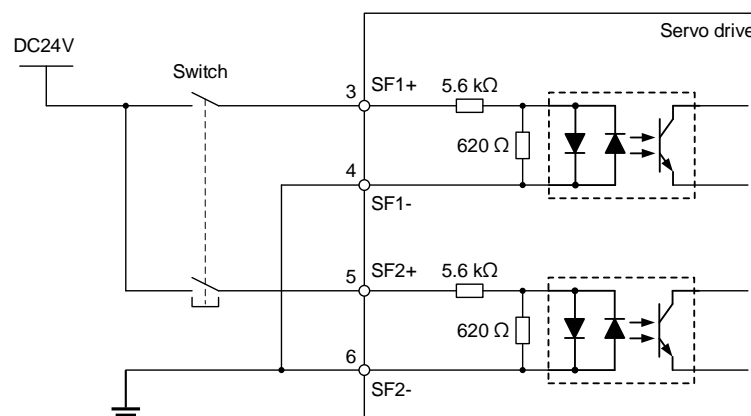 Servo drive
DC24V
Switch
3
SF1+
5.6 kΩ
620 Ω
4
SF1-
5
SF2+
5.6 kΩ
620 Ω
6
SF2-